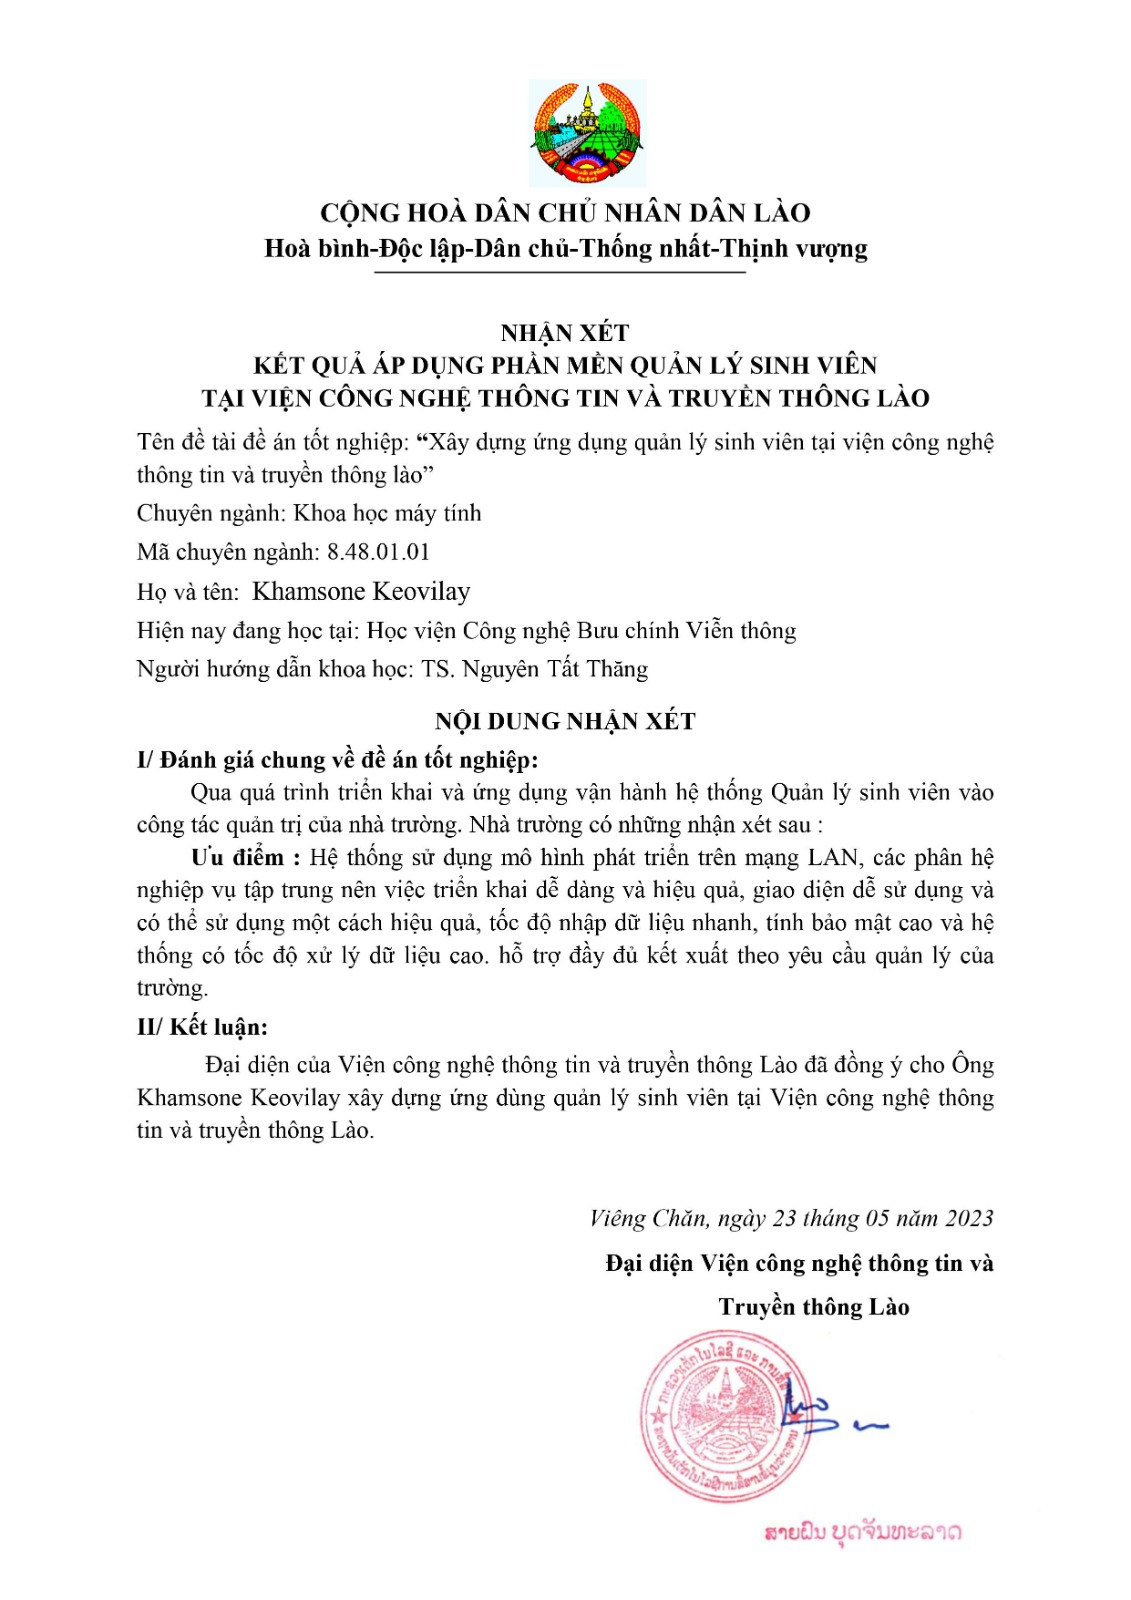 CỘNG HOÀ DÂN CHỦ NHÂN DÂN LÀO
Hoà bình-Độc lập-Dân chủ-Thống nhất-Thịnh vượng
NHẬN XÉT
KẾT QUẢ ÁP DỤNG PHẦN MỀN QUẢN LÝ SINH VIÊN
TẠI VIỆN CÔNG NGHỆ THÔNG TIN VÀ TRUYỀN THÔNG LÀO
Tên đề tài đề án tốt nghiệp: “Xây dựng ứng dụng quản lý sinh viên tại viện công nghệ
thông tin và truyền thông lào”
Chuyên ngành: Khoa học máy tính
Mã chuyên ngành: 8.48.01.01
Họ và tên: Khamsone Keovilay
Hiện nay đang học tại: Học viện Công nghệ Bưu chính Viễn thông
Người hướng dẫn khoa học: TS. Nguyên Tất Thăng
NỘI DUNG NHẬN XÉT
I/ Đánh giá chung về đề án tốt nghiệp:
Qua quá trình triển khai và ứng dụng vận hành hệ thống Quản lý sinh viên vào
công tác quản trị của nhà trường. Nhà trường có những nhận xét sau :
Ưu điểm : Hệ thống sử dụng mô hình phát triển trên mạng LAN, các phân hệ
nghiệp vụ tập trung nên việc triển khai dễ dàng và hiệu quả, giao diện dễ sử dụng và
có thể sử dụng một cách hiệu quả, tốc độ nhập dữ liệu nhanh, tính bảo mật cao và hệ
thống có tốc độ xử lý dữ liệu cao. hỗ trợ đầy đủ kết xuất theo yêu cầu quản lý của
trường.
II/ Kết luận:
Đại diện của Viện công nghệ thông tin và truyền thông Lào đã đồng ý cho Ông
Khamsone Keovilay xây dựng ứng dùng quản lý sinh viên tại Viện công nghệ thông
tin và truyền thông Lào.
Viêng Chăn, ngày 23 tháng 05 năm 2023
Đại diện Viện công nghệ thông tin và
Truyền thông Lào
ສາຍຝົນ ບຸດຈັນທະລາດ